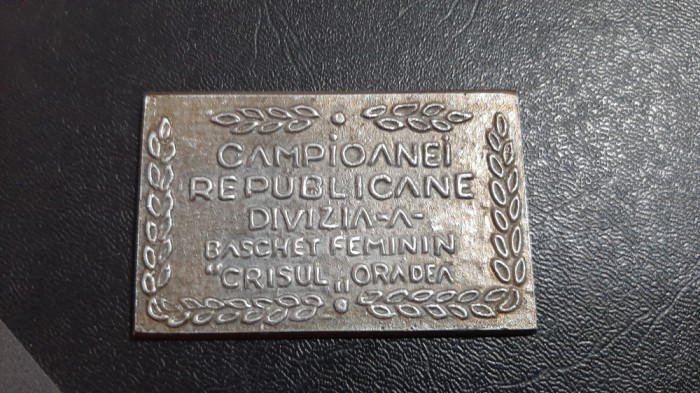 CAMPIOANEI
REPUBLICANE
DIVIZIA-A-
BASCHET FEMININ
"CRISUL„ ORADEA